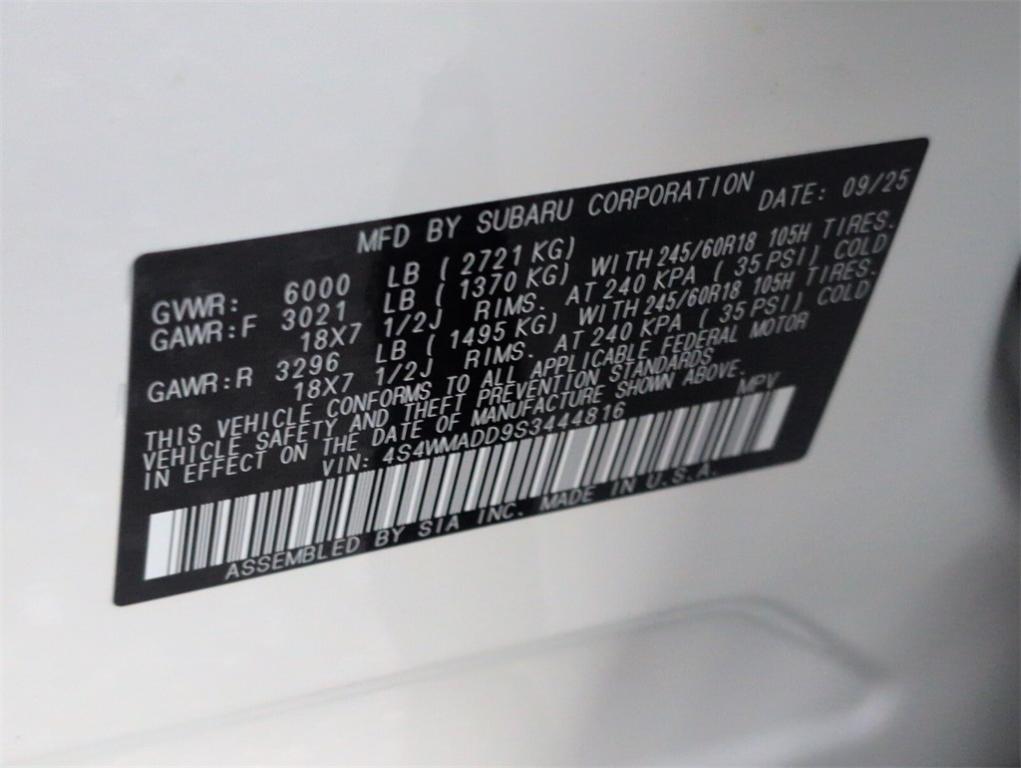 MFD BY SUBARU CORPORATION DATE: 09/25
GVWR: 6000 LB ( 2721 KG)
GAWR:F 3021 LB ( 1370 KG) WITH 245/60R18 105H TIRES.
18X7 1/2J RIMS. AT 240 KPA ( 35 PSI) COLD
GAWR:R 3296 LB ( 1495 KG) WITH 245/60R18 105H TIRES.
18X7 1/2J RIMS. AT 240 KPA ( 35 PSI) COLD
THIS VEHICLE CONFORMS TO ALL APPLICABLE FEDERAL MOTOR
VEHICLE SAFETY AND THEFT PREVENTION STANDARDS
IN EFFECT ON THE DATE OF MANUFACTURE SHOWN ABOVE.
VIN: 4S4WMADD9S3444816 MPV
ASSEMBLED BY SIA INC. MADE IN U.S.A.